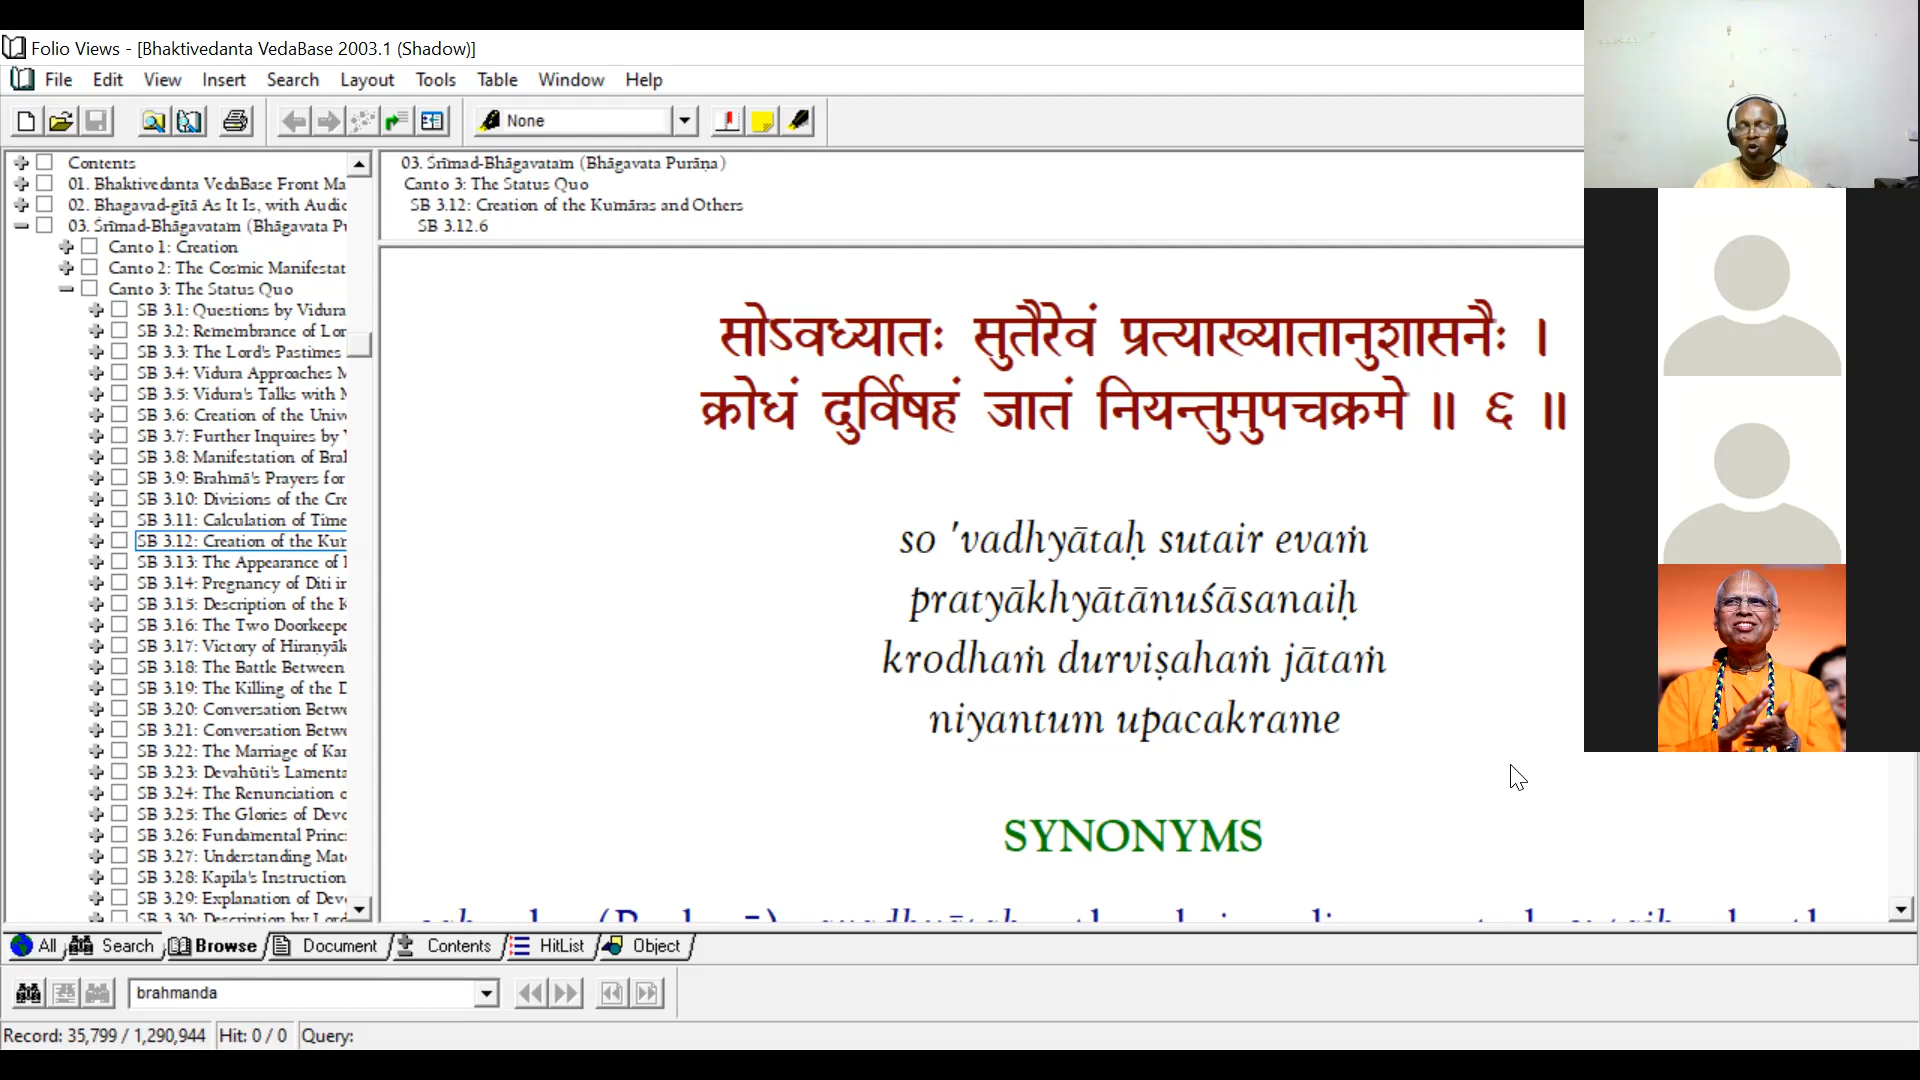 Folio Views - [Bhaktivedanta VedaBase 2003.1 (Shadow)]
File Edit View Insert Search Layout Tools Table Window Help
None
Contents
01. Bhaktivedanta VedaBase Front Ma
02. Bhagavad-gītā As It Is, with Audio
03. Śrīmad-Bhāgavatam (Bhāgavata Pu
Canto 1: Creation
Canto 2: The Cosmic Manifestat
Canto 3: The Status Quo
SB 3.1: Questions by Vidura
SB 3.2: Remembrance of Lor
SB 3.3: The Lord's Pastimes
SB 3.4: Vidura Approaches M
SB 3.5: Vidura's Talks with M
SB 3.6: Creation of the Unive
SB 3.7: Further Inquires by V
SB 3.8: Manifestation of Brah
SB 3.9: Brahmā's Prayers for
SB 3.10: Divisions of the Cre
SB 3.11: Calculation of Time
SB 3.12: Creation of the Kum
SB 3.13: The Appearance of
SB 3.14: Pregnancy of Diti in
SB 3.15: Description of the K
SB 3.16: The Two Doorkeepe
SB 3.17: Victory of Hiraṇyāk
SB 3.18: The Battle Between
SB 3.19: The Killing of the D
SB 3.20: Conversation Betwe
SB 3.21: Conversation Betwe
SB 3.22: The Marriage of Kar
SB 3.23: Devahūti's Lamenta
SB 3.24: The Renunciation o
SB 3.25: The Glories of Devo
SB 3.26: Fundamental Princi
SB 3.27: Understanding Mate
SB 3.28: Kapila's Instruction
SB 3.29: Explanation of Dev
SB 3.30: Description by Lord
03. Śrīmad-Bhāgavatam (Bhāgavata Purāṇa)
Canto 3: The Status Quo
SB 3.12: Creation of the Kumāras and Others
SB 3.12.6
सोऽवध्यातः सुतैरेवं प्रत्याख्यातानुशासनैः ।
क्रोधं दुर्विषहं जातं नियन्तुमुपचक्रमे ॥ ६ ॥
so 'vadhyātaḥ sutair evaṁ
pratyākhyātānuśāsanaiḥ
krodhaṁ durviṣahaṁ jātaṁ
niyantum upacakrame
SYNONYMS
All Search Browse Document Contents HitList Object
brahmanda
Record: 35,799 / 1,290,944 Hit: 0 / 0 Query: